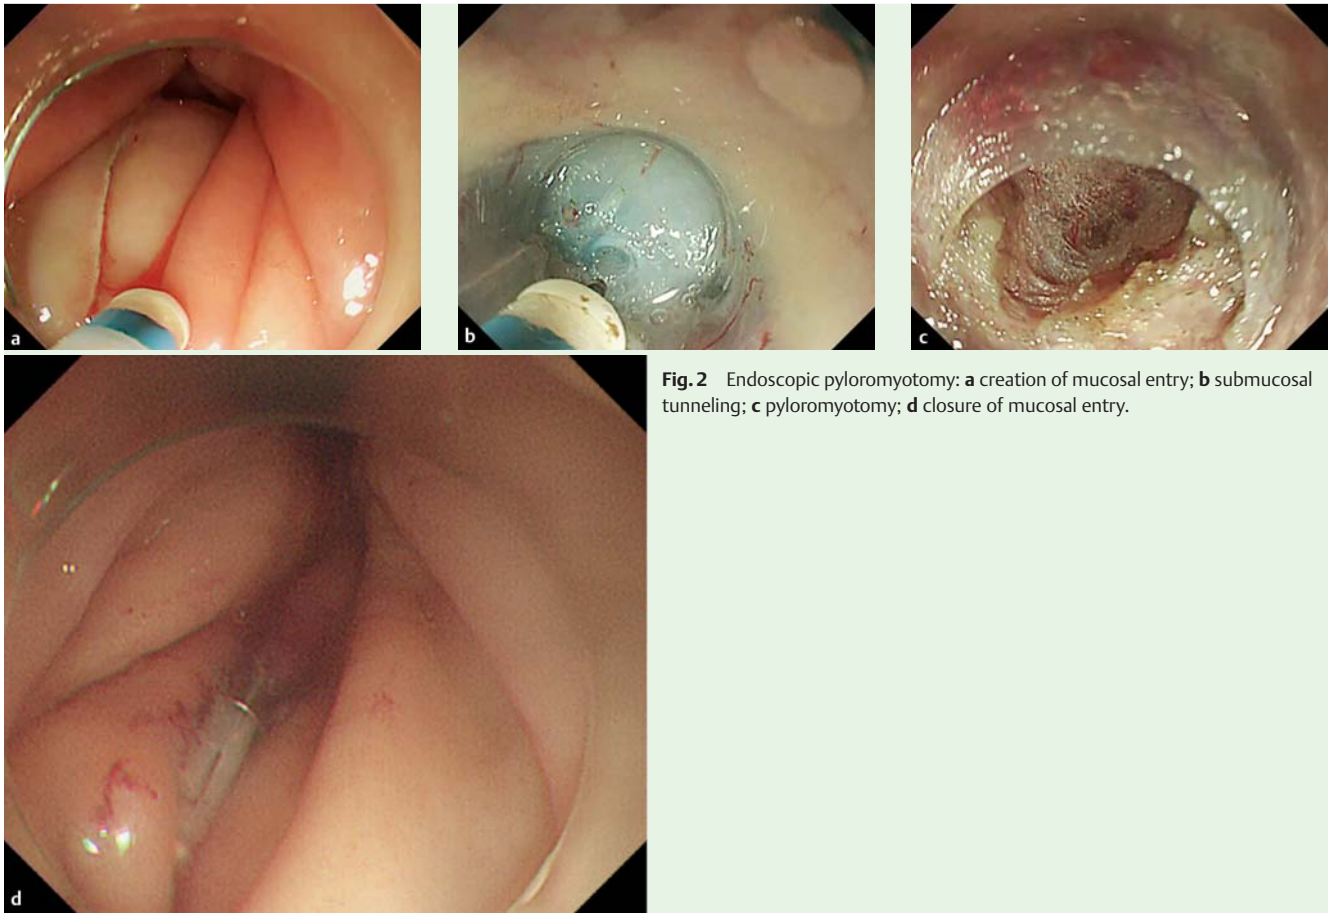 a
b
c
Fig. 2 Endoscopic pyloromyotomy: a creation of mucosal entry; b submucosal
tunneling; c pyloromyotomy; d closure of mucosal entry.
d